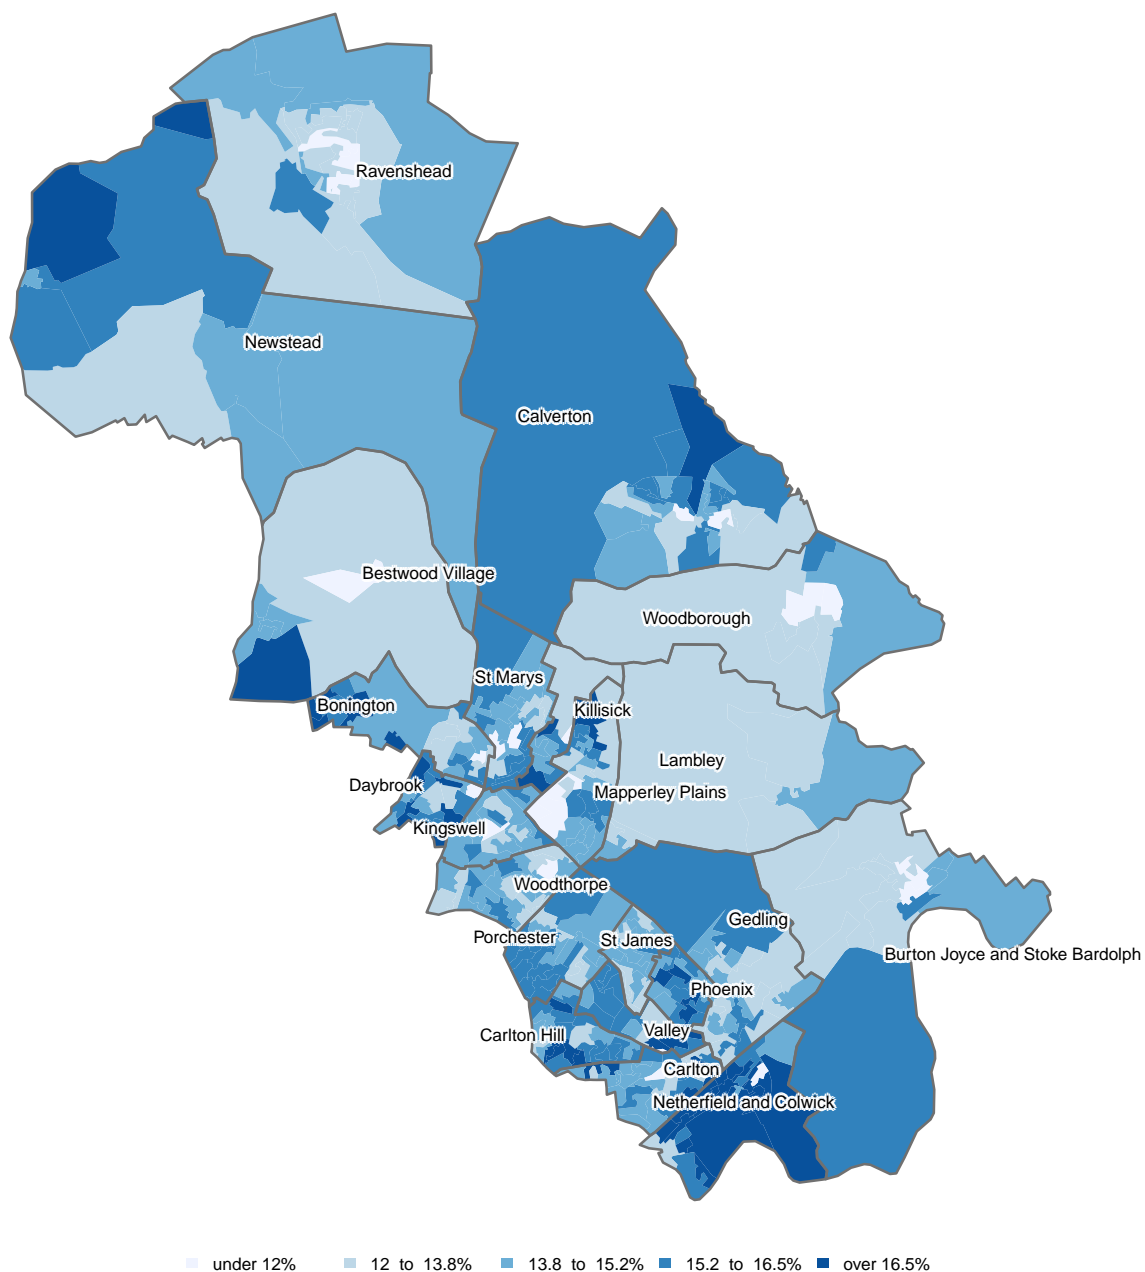 Ravenshead
Newstead
Calverton
Bestwood Village
Woodborough
St Marys
Bonington
Killisick
Lambley
Daybrook
Mapperley Plains
Kingswell
Woodthorpe
Gedling
Porchester
St James
Burton Joyce and Stoke Bardolph
Phoenix
Carlton Hill
Valley
Carlton
Netherfield and Colwick
under 12% 12 to 13.8% 13.8 to 15.2% 15.2 to 16.5% over 16.5%